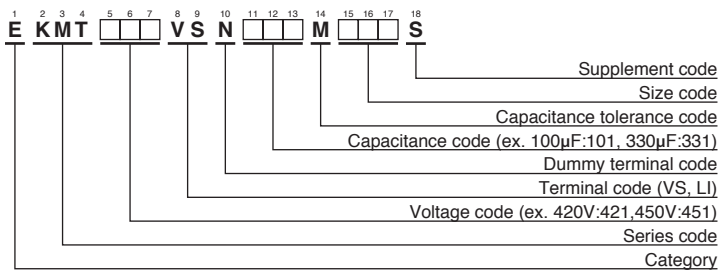 1 2 3 4 5 6 7 8 9 10 11 12 13 14 15 16 17 18
E K M T □□□ V S N □□□ M □□□ S
Supplement code
Size code
Capacitance tolerance code
Capacitance code (ex. 100µF:101, 330µF:331)
Dummy terminal code
Terminal code (VS, LI)
Voltage code (ex. 420V:421,450V:451)
Series code
Category